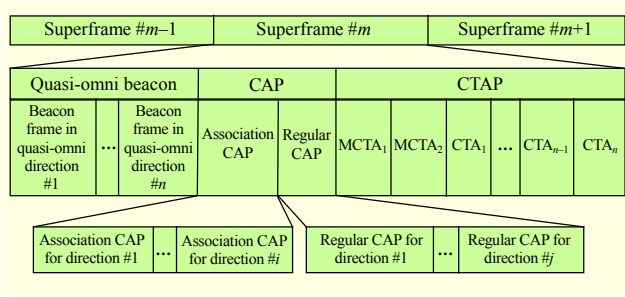 Superframe #m–1 Superframe #m Superframe #m+1
Quasi-omni beacon CAP CTAP
Beacon frame in quasi-omni direction #1
...
Beacon frame in quasi-omni direction #n
Association CAP
Regular CAP
MCTA₁ MCTA₂ CTA₁ ... CTAₙ₋₁ CTAₙ
Association CAP for direction #1
...
Association CAP for direction #i
Regular CAP for direction #1
...
Regular CAP for direction #j